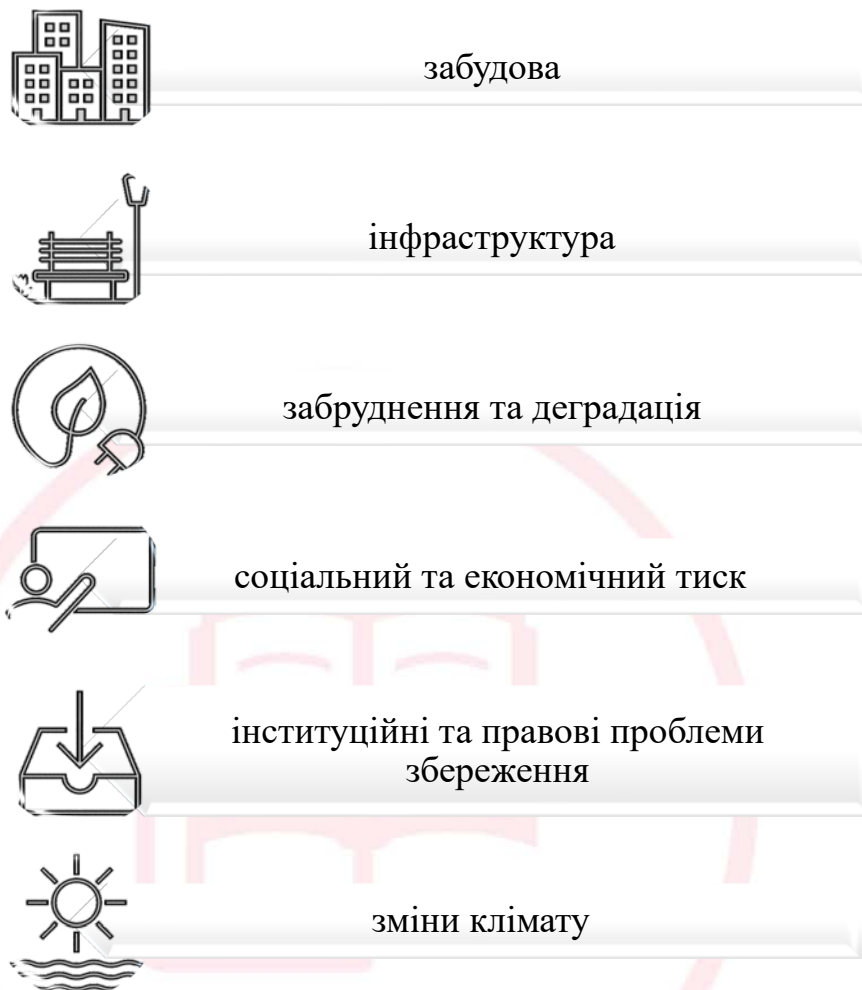 забудова
інфраструктура
забруднення та деградація
соціальний та економічний тиск
інституційні та правові проблеми
збереження
зміни клімату